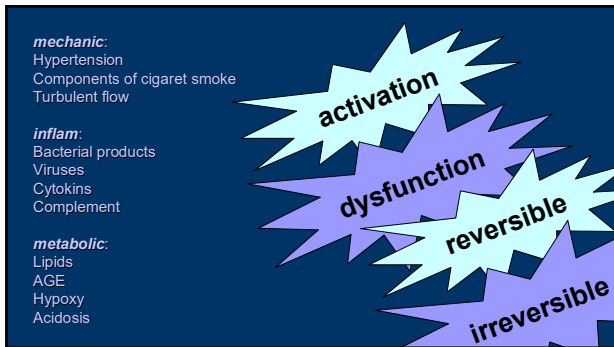 mechanic:
Hypertension
Components of cigaret smoke
Turbulent flow
inflam:
Bacterial products
Viruses
Cytokins
Complement
metabolic:
Lipids
AGE
Hypoxy
Acidosis
activation
dysfunction
reversible
irreversible